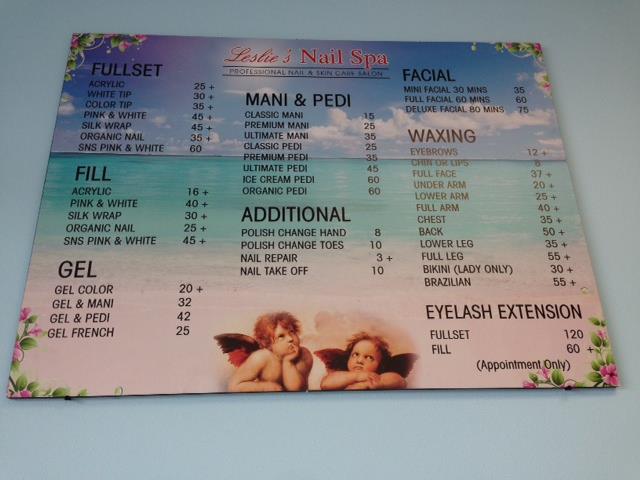 Leslie's Nail Spa
PROFESSIONAL NAIL & SKIN CARE SALON
FULLSET
ACRYLIC 25 +
WHITE TIP 30 +
COLOR TIP 35 +
PINK & WHITE 45 +
SILK WRAP 45 +
ORGANIC NAIL 35 +
SNS PINK & WHITE 60
FILL
ACRYLIC 16 +
PINK & WHITE 40 +
SILK WRAP 30 +
ORGANIC NAIL 25 +
SNS PINK & WHITE 45 +
GEL
GEL COLOR 20 +
GEL & MANI 32
GEL & PEDI 42
GEL FRENCH 25
MANI & PEDI
CLASSIC MANI 15
PREMIUM MANI 25
ULTIMATE MANI 35
CLASSIC PEDI 25
PREMIUM PEDI 35
ULTIMATE PEDI 45
ICE CREAM PEDI 60
ORGANIC PEDI 60
ADDITIONAL
POLISH CHANGE HAND 8
POLISH CHANGE TOES 10
NAIL REPAIR 3 +
NAIL TAKE OFF 10
FACIAL
MINI FACIAL 30 MINS 35
FULL FACIAL 60 MINS 60
DELUXE FACIAL 80 MINS 75
WAXING
EYEBROWS 12 +
CHIN OR LIPS 8
FULL FACE 37 +
UNDER ARM 20 +
LOWER ARM 25 +
FULL ARM 40 +
CHEST 35 +
BACK 50 +
LOWER LEG 35 +
FULL LEG 55 +
BIKINI (LADY ONLY) 30 +
BRAZILIAN 55 +
EYELASH EXTENSION
FULLSET 120
FILL 60 +
(Appointment Only)